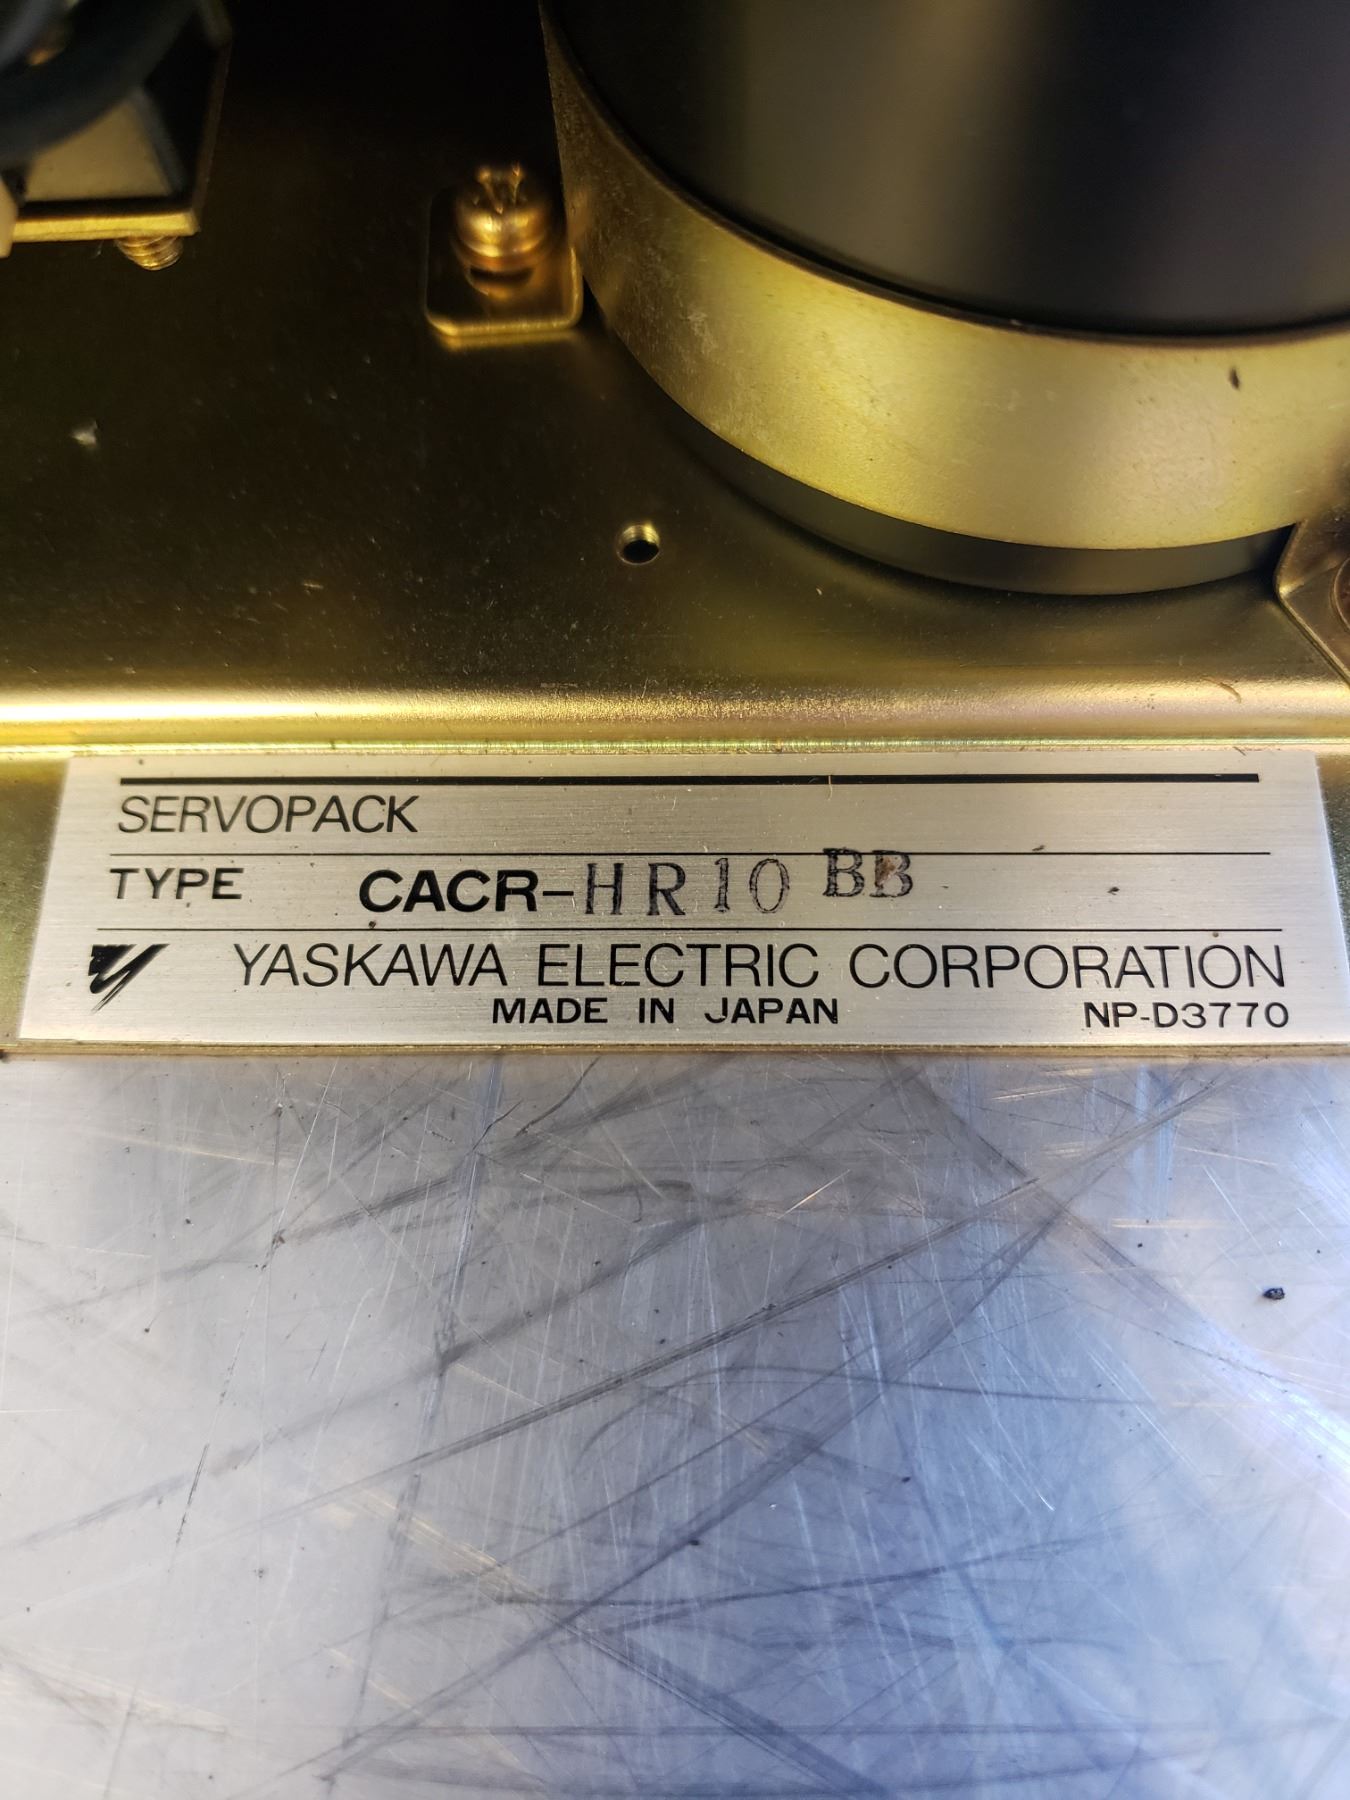 SERVOPACK
TYPE CACR-HR10BB
YASKAWA ELECTRIC CORPORATION
MADE IN JAPAN NP-D3770